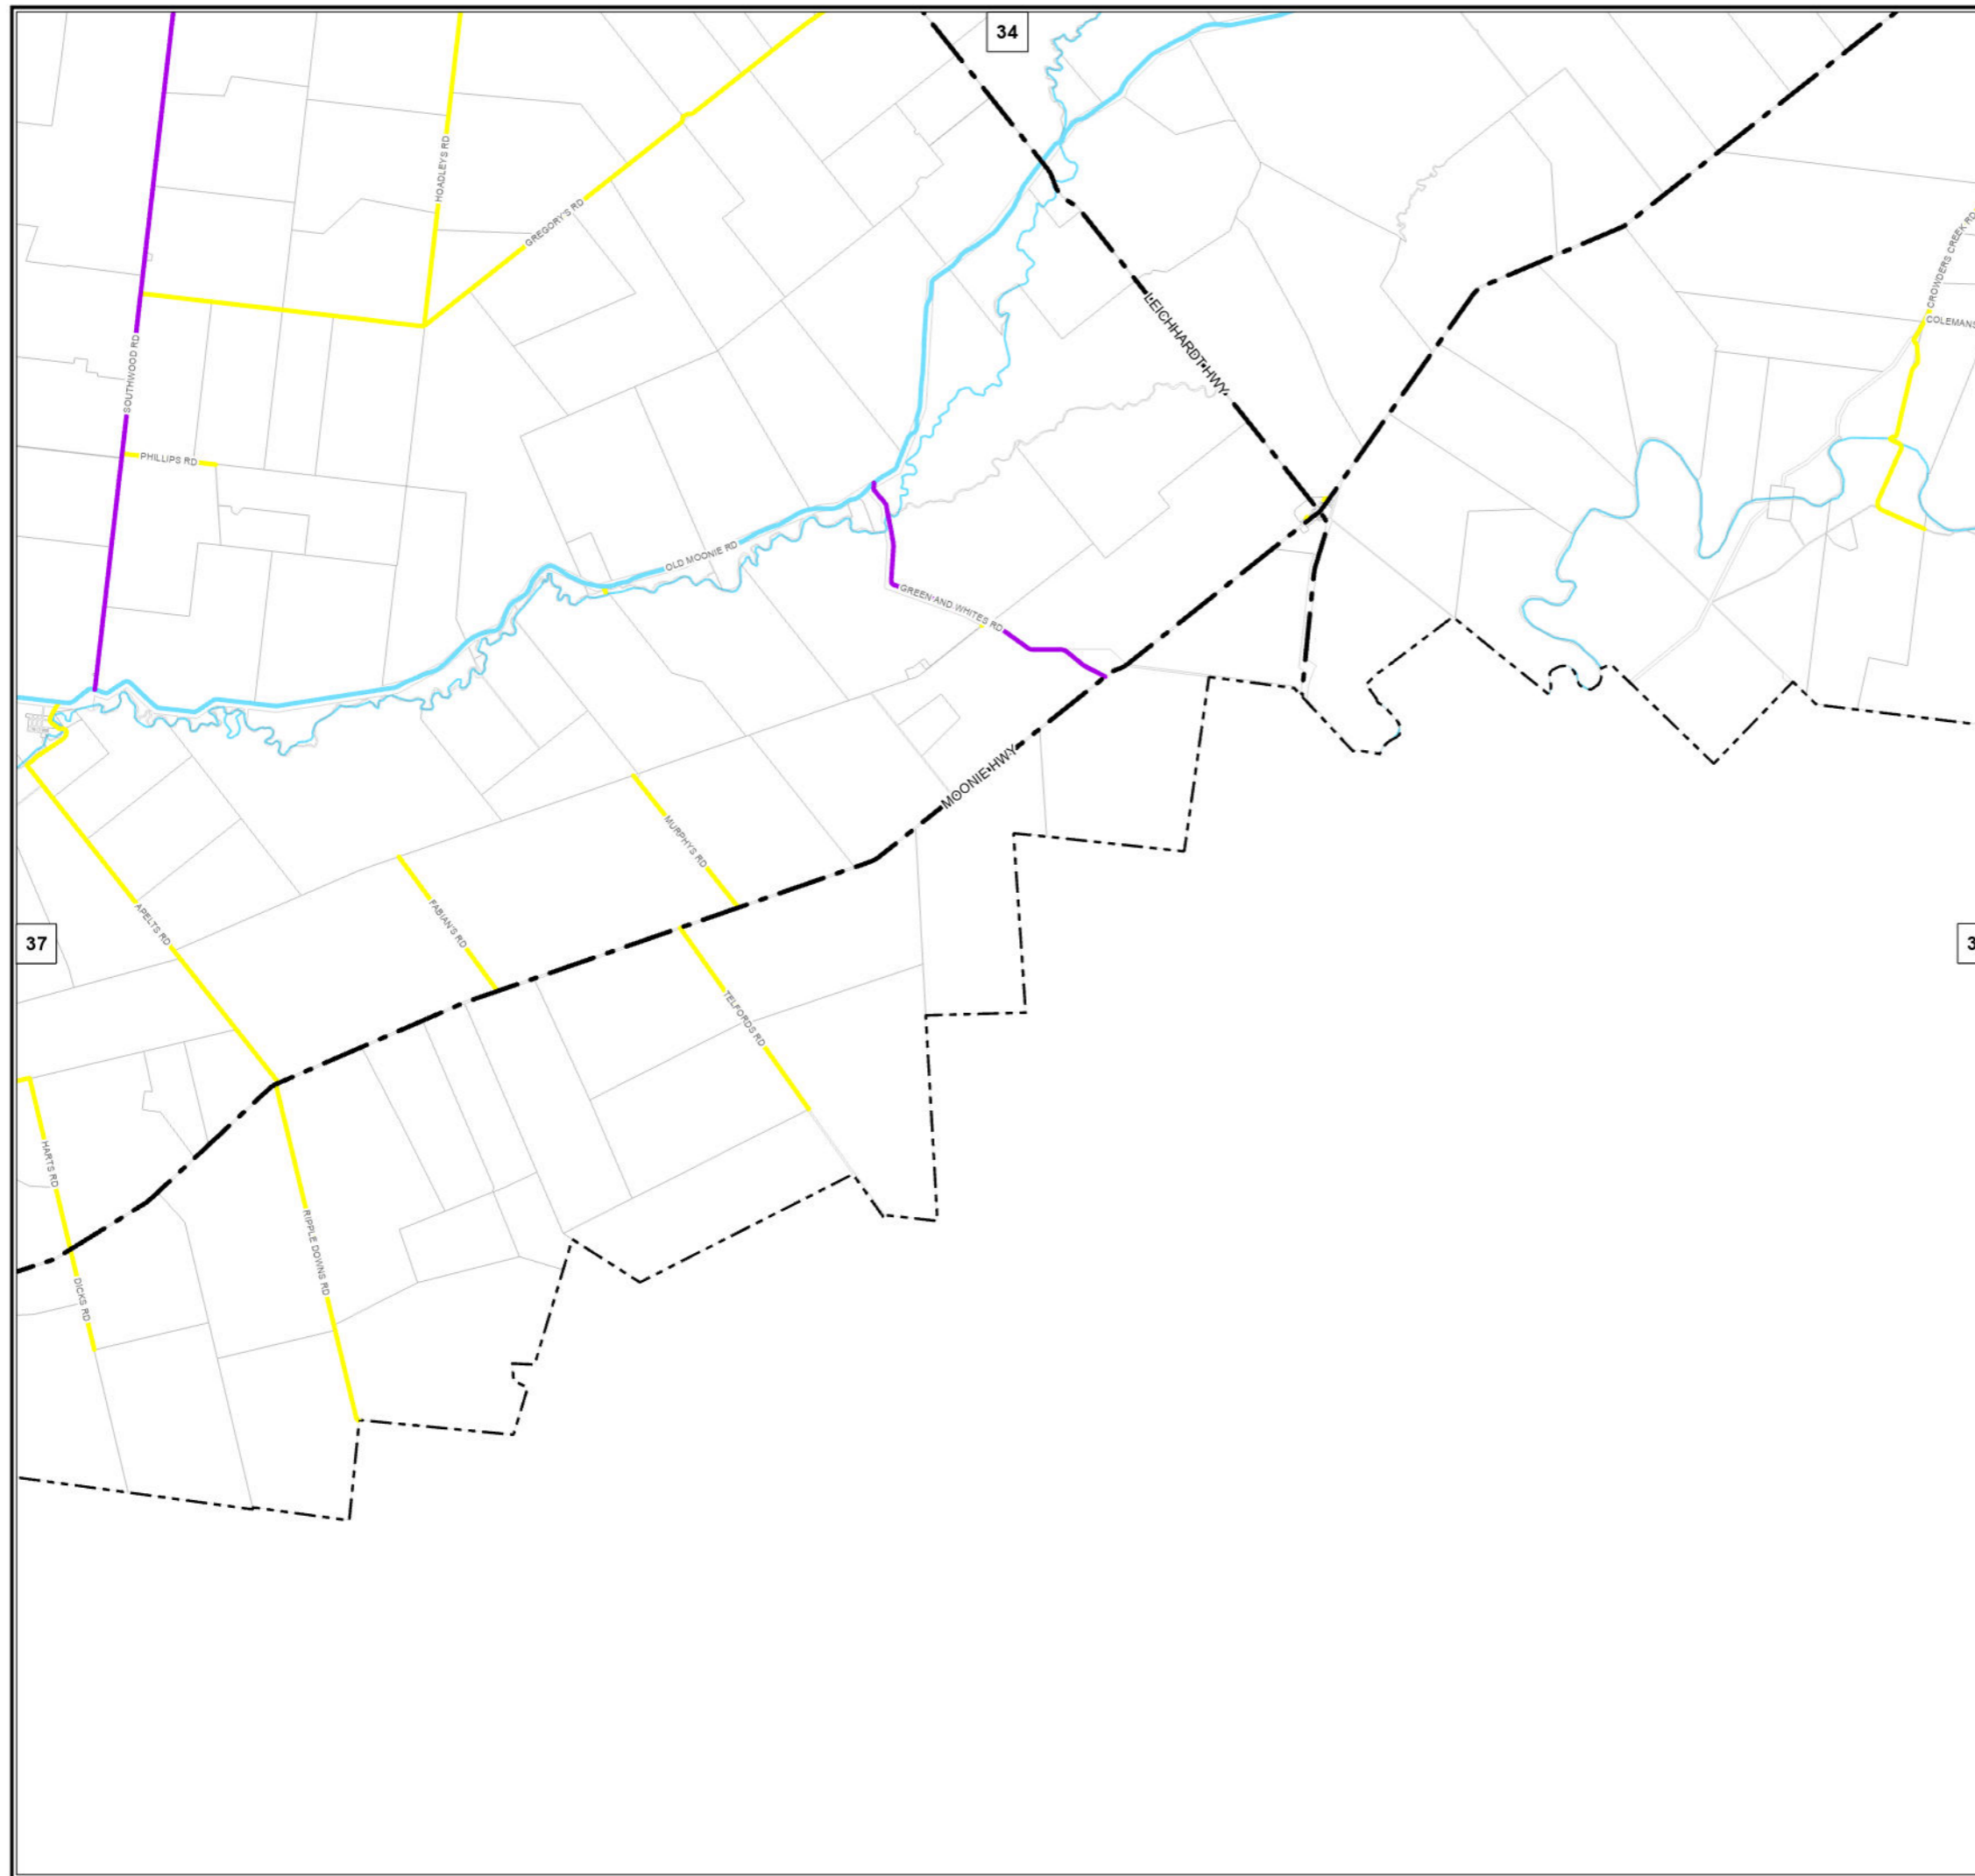 34
HOADLEYS RD
GREGORY'S RD
CROWDERS CREEK RD
LEICHHARDT HWY
COLEMANS
SOUTHWOOD RD
PHILLIPS RD
OLD MOONIE RD
GREEN AND WHITES RD
MOONIE HWY
MURPHYS RD
APELTS RD
FABIAN'S RD
37
TELFORDS RD
HARTS RD
RIPPLE DOWNS RD
DICKS RD